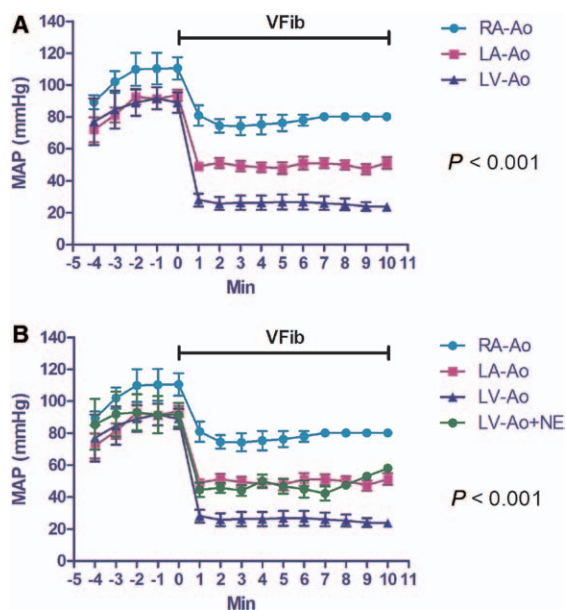 A
VFib
RA-Ao
LA-Ao
LV-Ao
P < 0.001
MAP (mmHg)
140
120
100
80
60
40
20
0
-5 -4 -3 -2 -1 0 1 2 3 4 5 6 7 8 9 10 11
Min
B
VFib
RA-Ao
LA-Ao
LV-Ao
LV-Ao+NE
P < 0.001
MAP (mmHg)
140
120
100
80
60
40
20
0
-5 -4 -3 -2 -1 0 1 2 3 4 5 6 7 8 9 10 11
Min